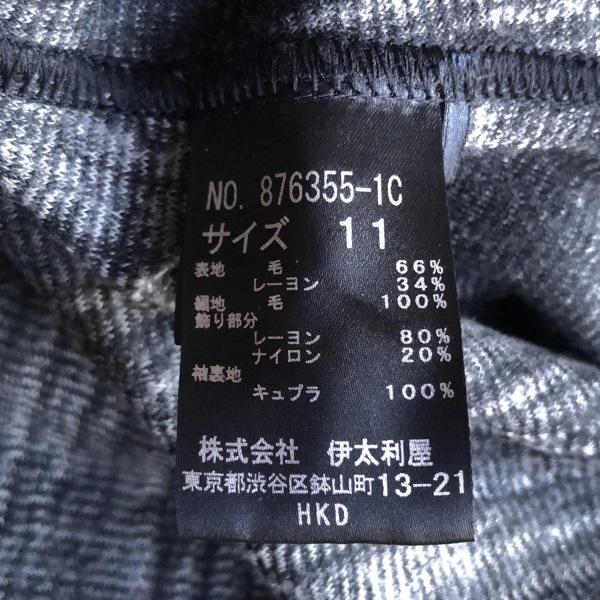 NO. 876355-1C
サイズ 11
表地 毛 66%
レーヨン 34%
縄地 毛 100%
飾り部分
レーヨン 80%
ナイロン 20%
袖裏地
キュプラ 100%
株式会社 伊太利屋
東京都渋谷区鉢山町13-21
HKD